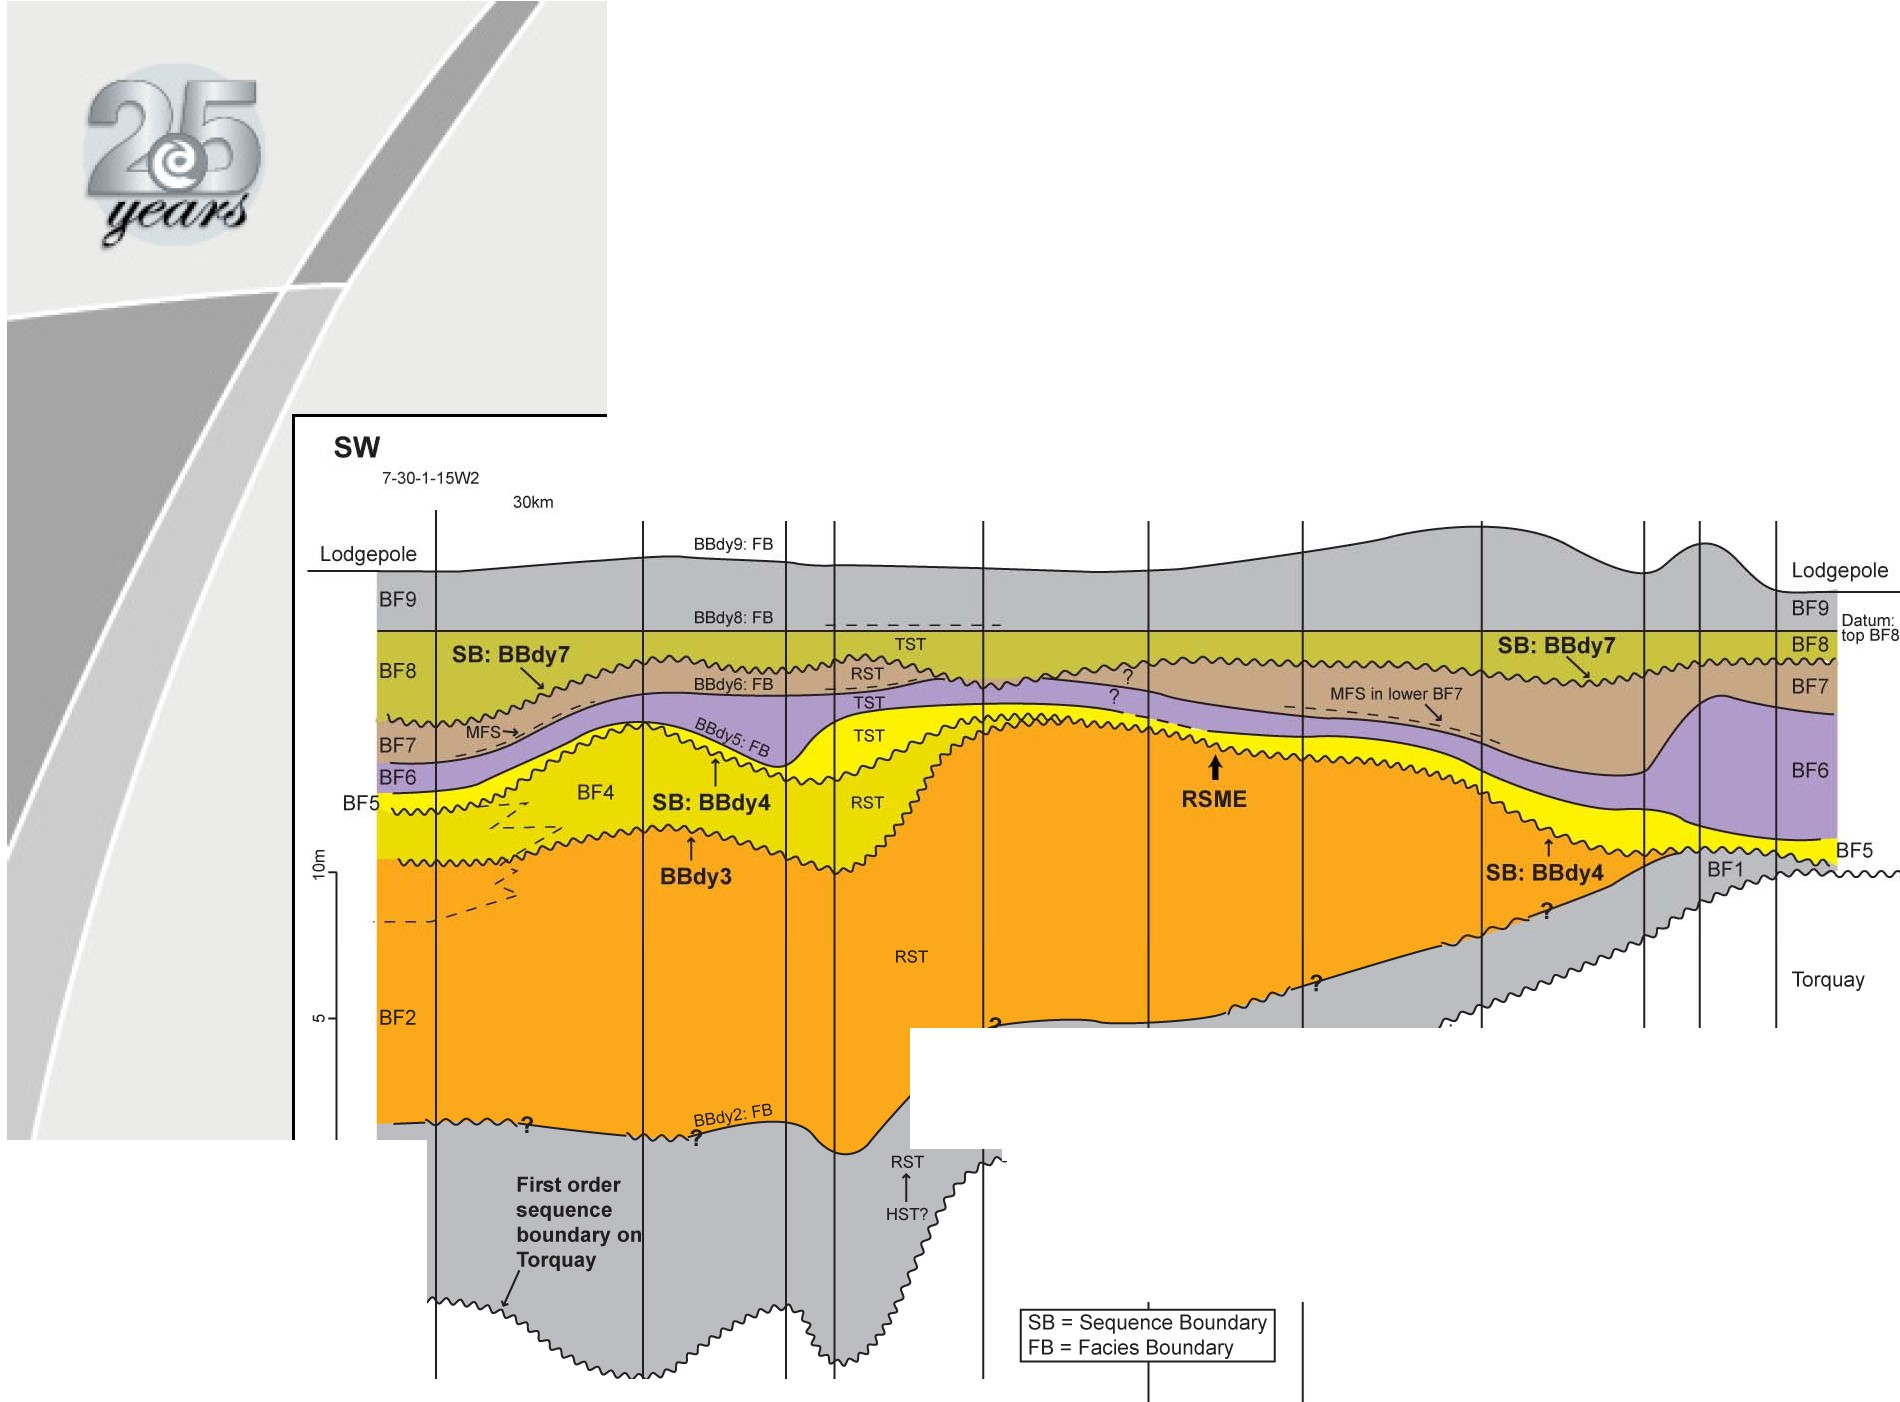 25
years
SW
7-30-1-15W2
30km
Lodgepole
BBdy9: FB
Lodgepole
BF9
BF9
BBdy8: FB
Datum:
top BF8
TST
SB: BBdy7
SB: BBdy7
BF8
BF8
RST
?
BBdy6: FB
BF7
MFS in lower BF7
?
TST
MFS
BBdy5: FB
TST
BF7
BF6
BF6
BF5
BF4
SB: BBdy4
RST
RSME
BF5
10m
BBdy3
SB: BBdy4
BF1
?
RST
Torquay
?
5
BF2
?
BBdy2: FB
?
?
RST
HST?
First order
sequence
boundary on
Torquay
SB = Sequence Boundary
FB = Facies Boundary